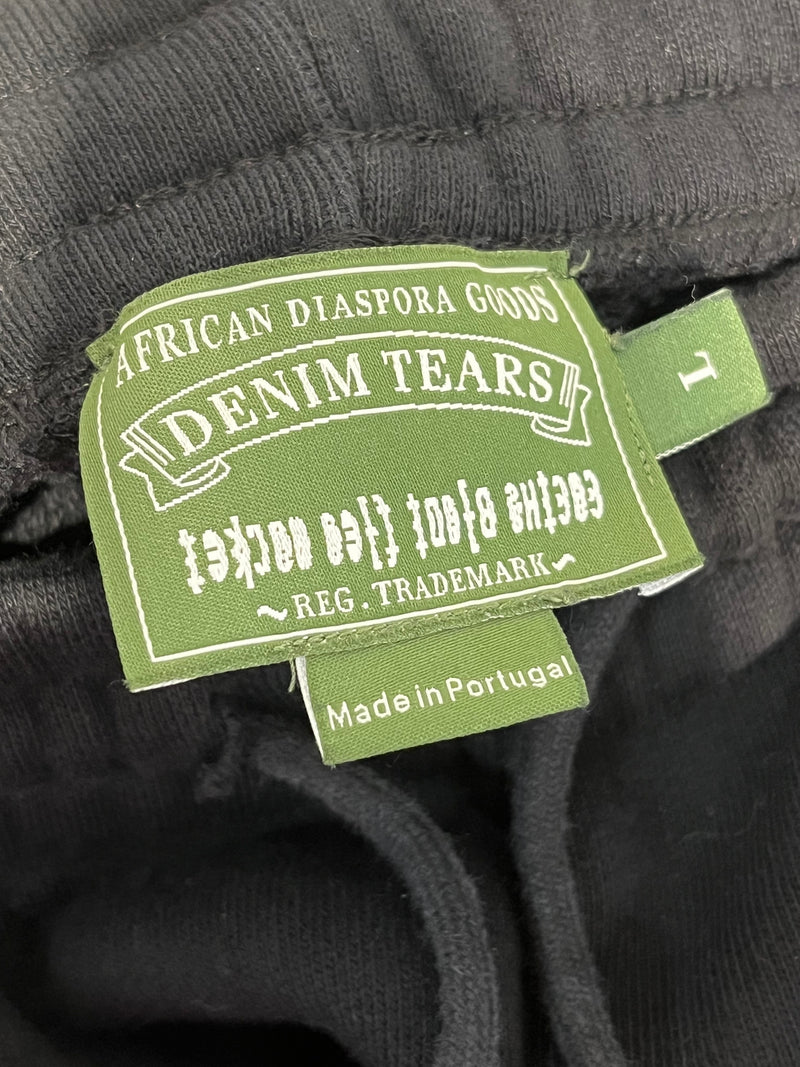 AFRICAN DIASPORA GOODS
DENIM TEARS
cactus plant flea market
~REG. TRADEMARK~
Made in Portugal
L